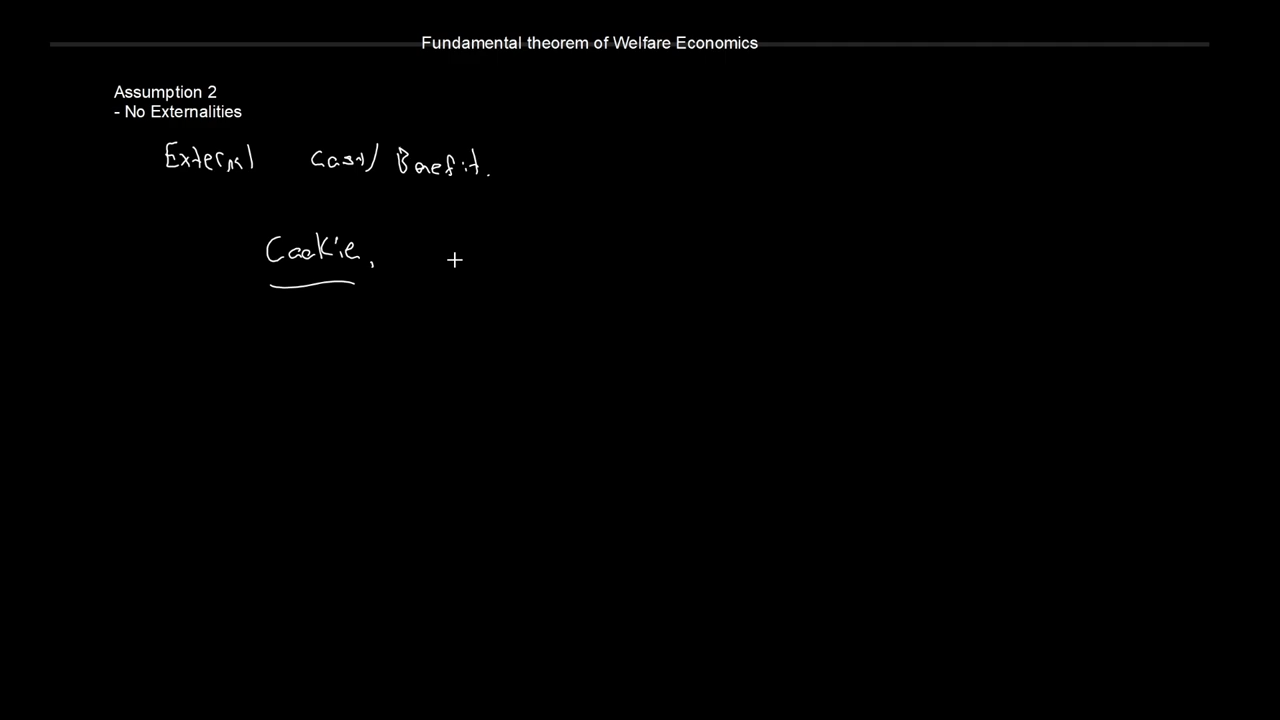 Fundamental theorem of Welfare Economics
Assumption 2
- No Externalities
External Cost/ Benefit.
Cookie,